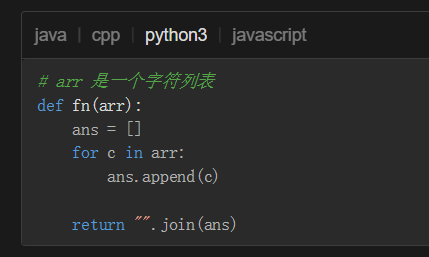 java | cpp | python3 | javascript
# arr 是一个字符列表
def fn(arr):
    ans = []
    for c in arr:
        ans.append(c)

    return "".join(ans)